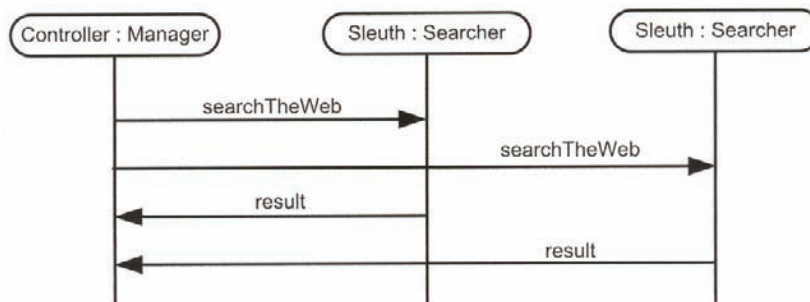 Controller : Manager
Sleuth : Searcher
Sleuth : Searcher
searchTheWeb
searchTheWeb
result
result